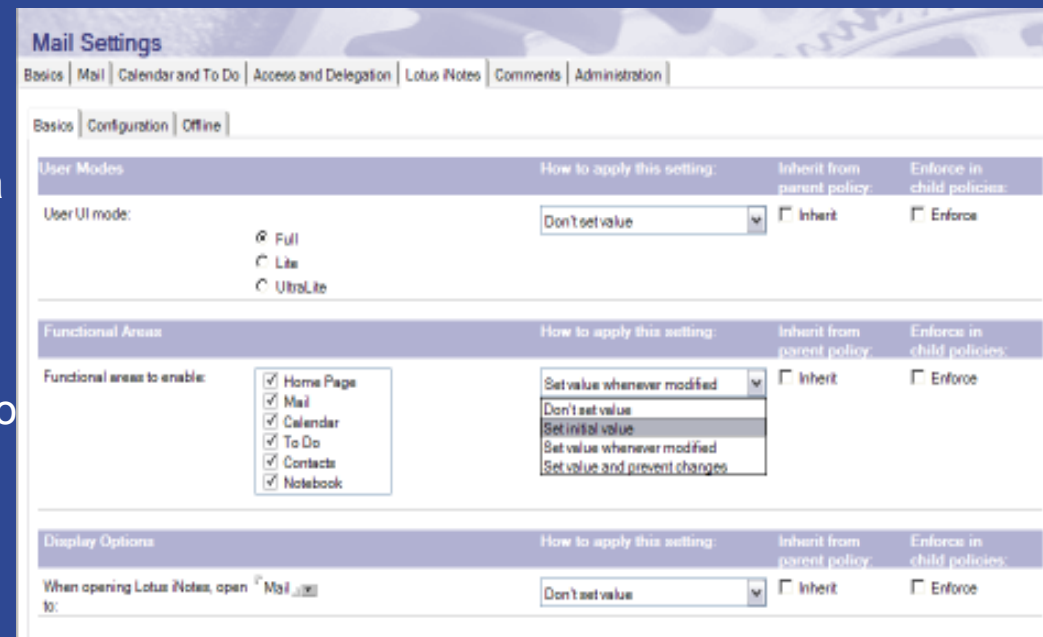 Mail Settings
Basics Mail Calendar and To Do Access and Delegation Lotus iNotes Comments Administration
Basics Configuration Offline
User Modes How to apply this setting: Inherit from parent policy: Enforce in child policies:
User UI mode: Don't set value Inherit Enforce
Full
Lite
UltraLite
Functional Areas How to apply this setting: Inherit from parent policy: Enforce in child policies:
Functional areas to enable: Home Page Set value whenever modified Inherit Enforce
Mail Don't set value
Calendar Set initial value
To Do Set value whenever modified
Contacts Set value and prevent changes
Notebook
Display Options How to apply this setting: Inherit from parent policy: Enforce in child policies:
When opening Lotus iNotes, open to: Mail Don't set value Inherit Enforce